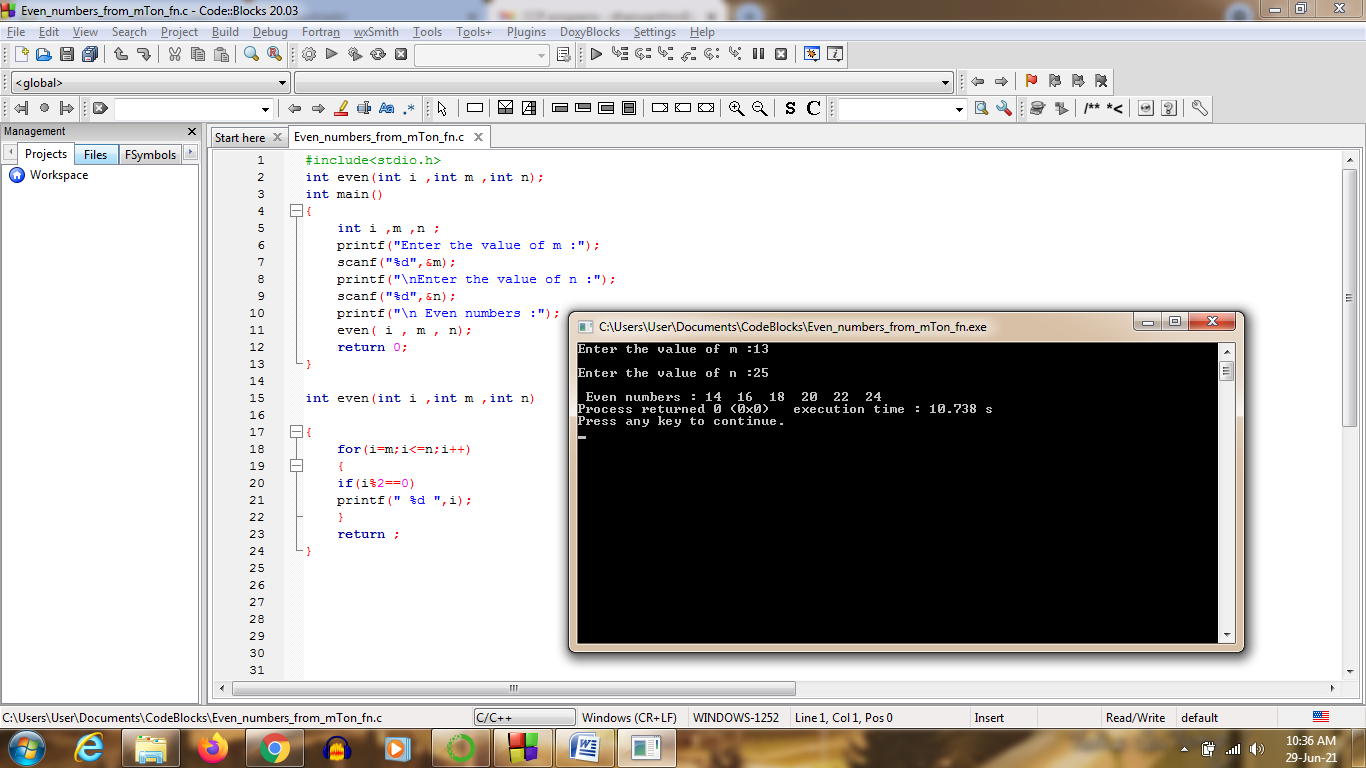 Even_numbers_from_mTon_fn.c - Code::Blocks 20.03
File Edit View Search Project Build Debug Fortran wxSmith Tools Tools+ Plugins DoxyBlocks Settings Help
<global>
Aa .* S C /** *<
Management
Projects Files FSymbols
Workspace
Start here Even_numbers_from_mTon_fn.c
1 #include<stdio.h>
2 int even(int i ,int m ,int n);
3 int main()
4 {
5 int i ,m ,n ;
6 printf("Enter the value of m :");
7 scanf("%d",&m);
8 printf("\nEnter the value of n :");
9 scanf("%d",&n);
10 printf("\n Even numbers :");
11 even( i , m , n);
12 return 0;
13 }
14
15 int even(int i ,int m ,int n)
16
17 {
18 for(i=m;i<=n;i++)
19 {
20 if(i%2==0)
21 printf(" %d ",i);
22 }
23 return ;
24 }
25
26
27
28
29
30
31
C:\Users\User\Documents\CodeBlocks\Even_numbers_from_mTon_fn.exe
Enter the value of m :13
Enter the value of n :25
Even numbers : 14 16 18 20 22 24
Process returned 0 (0x0) execution time : 10.738 s
Press any key to continue.
C:\Users\User\Documents\CodeBlocks\Even_numbers_from_mTon_fn.c C/C++ Windows (CR+LF) WINDOWS-1252 Line 1, Col 1, Pos 0 Insert Read/Write default
10:36 AM
29-Jun-21